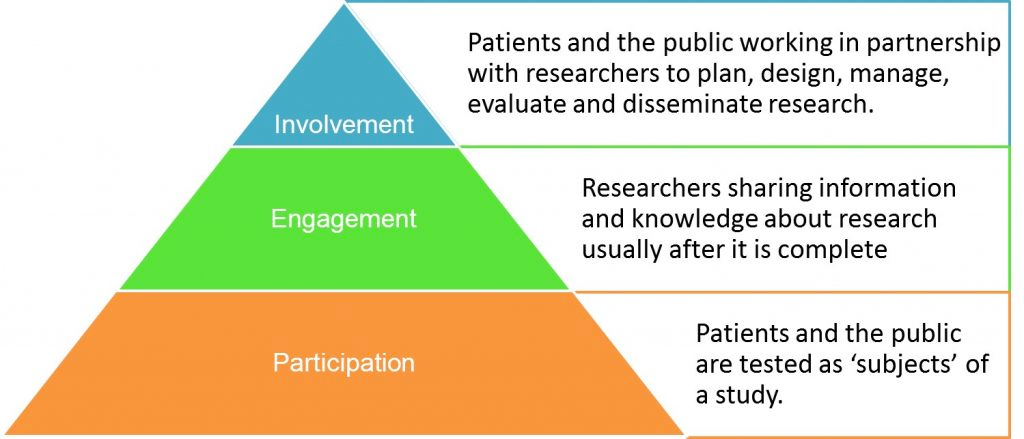 Involvement
Patients and the public working in partnership
with researchers to plan, design, manage,
evaluate and disseminate research.
Engagement
Researchers sharing information
and knowledge about research
usually after it is complete
Participation
Patients and the public
are tested as ‘subjects’ of
a study.